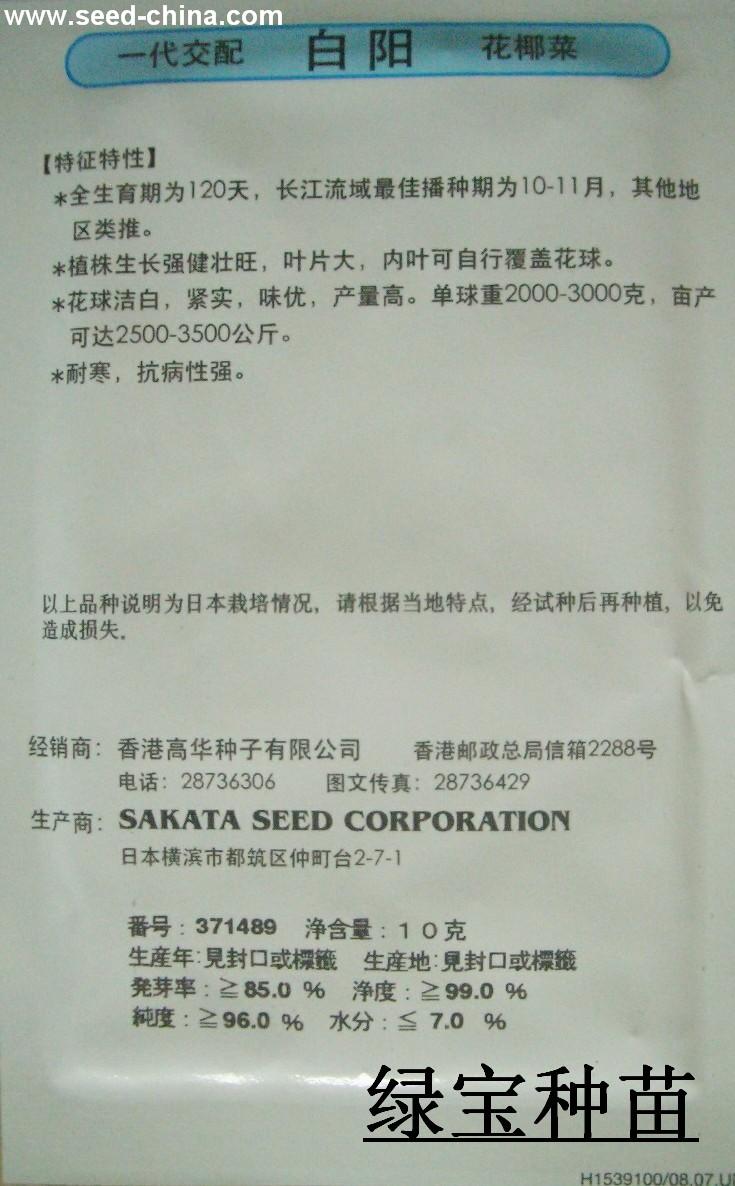 www.seed-china.com
一代交配 白阳 花椰菜
【特征特性】
*全生育期为120天，长江流域最佳播种期为10-11月，其他地
区类推。
*植株生长强健壮旺，叶片大，内叶可自行覆盖花球。
*花球洁白，紧实，味优，产量高。单球重2000-3000克，亩产
可达2500-3500公斤。
*耐寒，抗病性强。
以上品种说明为日本栽培情况，请根据当地特点，经试种后再种植，以免
造成损失.
经销商：香港高华种子有限公司 香港邮政总局信箱2288号
电话：28736306 图文传真：28736429
生产商：SAKATA SEED CORPORATION
日本横滨市都筑区仲町台2-7-1
番号：371489 净含量：１０克
生産年:見封口或標籤 生産地:見封口或標籤
発芽率：≧85.0 % 浄度：≧99.0 %
純度：≧96.0 % 水分：≦ 7.0 %
绿宝种苗
H1539100/08.07.